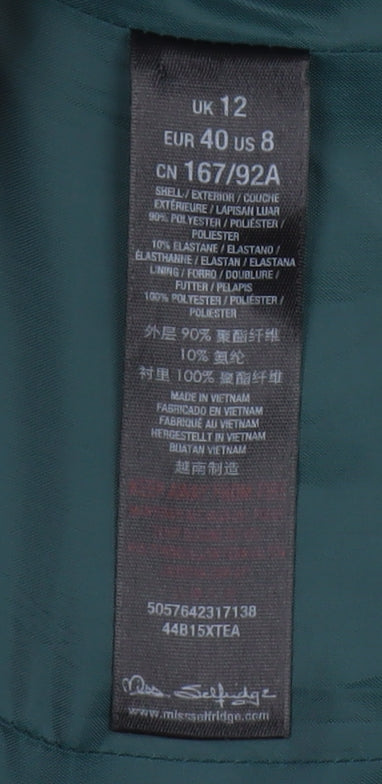 UK 12
EUR 40 US 8
CN 167/92A
SHELL / EXTERIOR / COUCHE
EXTÉRIEURE / LAPISAN LUAR
90% POLYESTER / POLIÉSTER /
POLIESTER
10% ELASTANE / ELASTANO /
ÉLASTHANNE / ELASTAN / ELASTANA
LINING / FORRO / DOUBLURE /
FUTTER / PELAPIS
100% POLYESTER / POLIÉSTER /
POLIESTER
外层 90% 聚酯纤维
10% 氨纶
衬里 100% 聚酯纤维
MADE IN VIETNAM
FABRICADO EN VIETNAM
FABRIQUÉ AU VIETNAM
HERGESTELLT IN VIETNAM
BUATAN VIETNAM
越南制造
5057642317138
44B15XTEA
Miss Selfridge
www.missselfridge.com